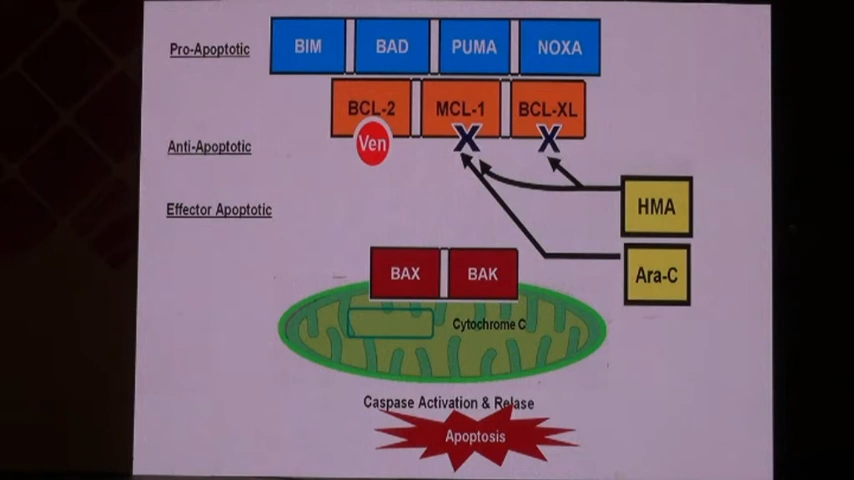 Pro-Apoptotic
BIM
BAD
PUMA
NOXA
BCL-2
MCL-1
BCL-XL
Anti-Apoptotic
Ven
X
X
Effector Apoptotic
HMA
BAX
BAK
Ara-C
Cytochrome C
Caspase Activation & Relase
Apoptosis